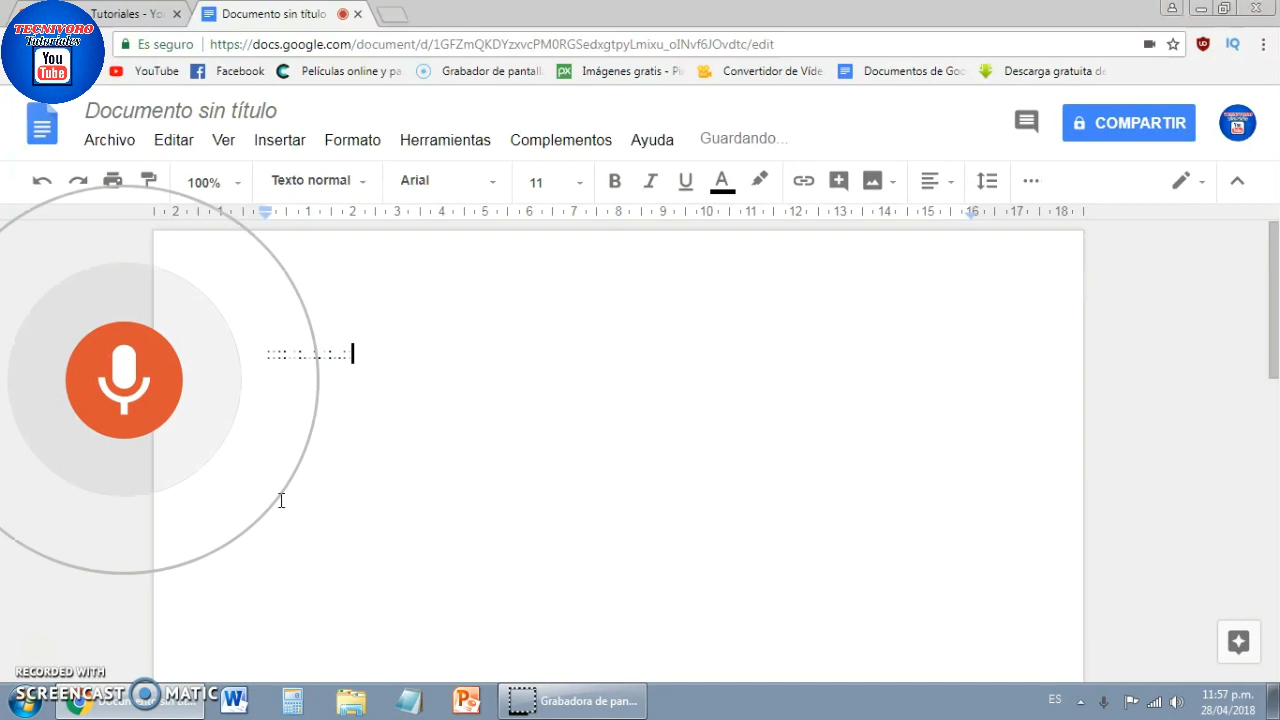 TECNIVORO
Tutoriales
You
Tube
Tutoriales - Yo
Documento sin título
Es seguro
https://docs.google.com/document/d/1GFZmQKDYzxvcPM0RGSedxgtpyLmixu_oINvf6JOvdtc/edit
YouTube
Facebook
Películas online y pa
Grabador de pantall
Imágenes gratis - Pi
Convertidor de Víde
Documentos de Goo
Descarga gratuita de
Documento sin título
Archivo
Editar
Ver
Insertar
Formato
Herramientas
Complementos
Ayuda
Guardando...
COMPARTIR
100%
Texto normal
Arial
11
2 1 1 2 3 4 5 6 7 8 9 10 11 12 13 14 15 16 17 18
RECORDED WITH
SCREENCAST MATIC
Grabadora de pan...
ES
11:57 p.m.
28/04/2018